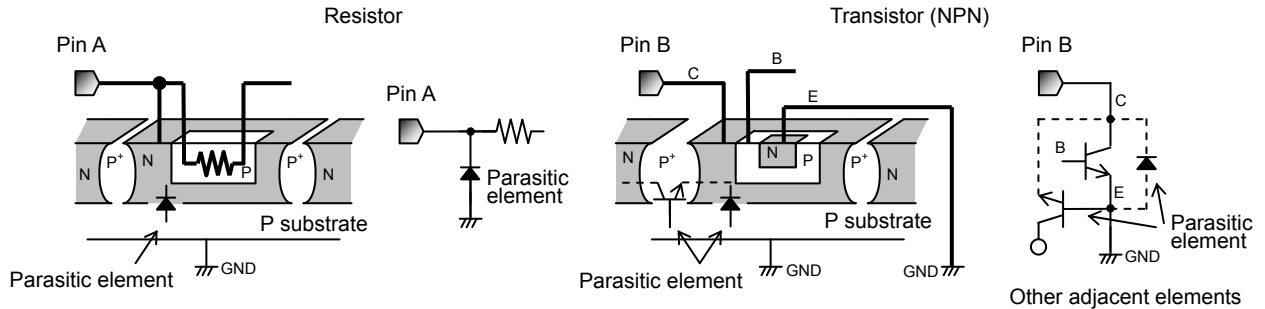 Resistor
Transistor (NPN)
Pin A
Pin A
N
P+
N
P
P+
N
Parasitic
element
P substrate
Parasitic element
GND
Pin B
C
B
E
N
P+
N
N
P
P+
N
P substrate
Parasitic element
GND
GND
Pin B
C
B
E
Parasitic
element
GND
Other adjacent elements